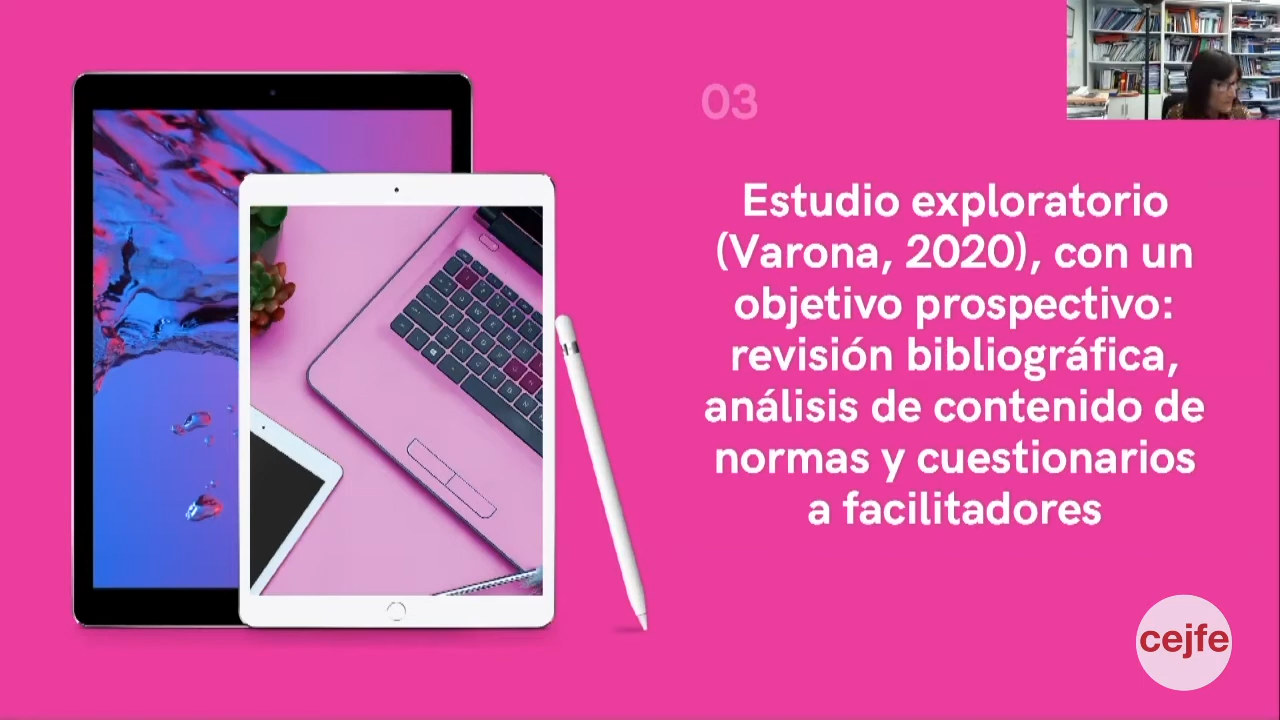 03
Estudio exploratorio
(Varona, 2020), con un
objetivo prospectivo:
revisión bibliográfica,
análisis de contenido de
normas y cuestionarios
a facilitadores
cejfe